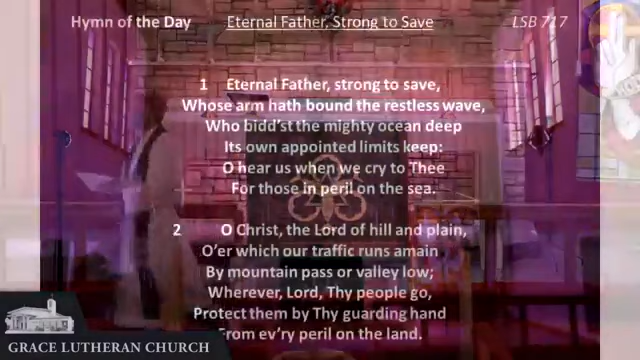 Hymn of the Day Eternal Father, Strong to Save LSB 717
1 Eternal Father, strong to save,
Whose arm hath bound the restless wave,
Who bidd'st the mighty ocean deep
Its own appointed limits keep:
O hear us when we cry to Thee
For those in peril on the sea.
2 O Christ, the Lord of hill and plain,
O'er which our traffic runs amain
By mountain pass or valley low;
Wherever, Lord, Thy people go,
Protect them by Thy guarding hand
From ev'ry peril on the land.
GRACE LUTHERAN CHURCH